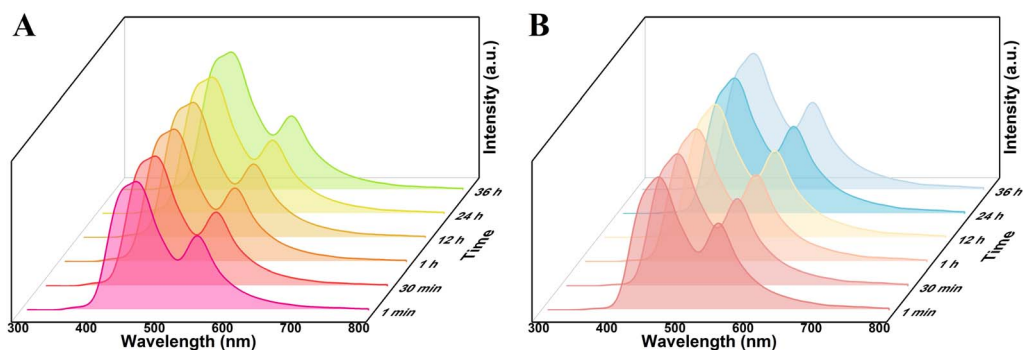 A
Intensity (a.u.)
36 h
24 h
12 h
1 h
30 min
1 min
Time
300 400 500 600 700 800
Wavelength (nm)
B
Intensity (a.u.)
36 h
24 h
12 h
1 h
30 min
1 min
Time
300 400 500 600 700 800
Wavelength (nm)